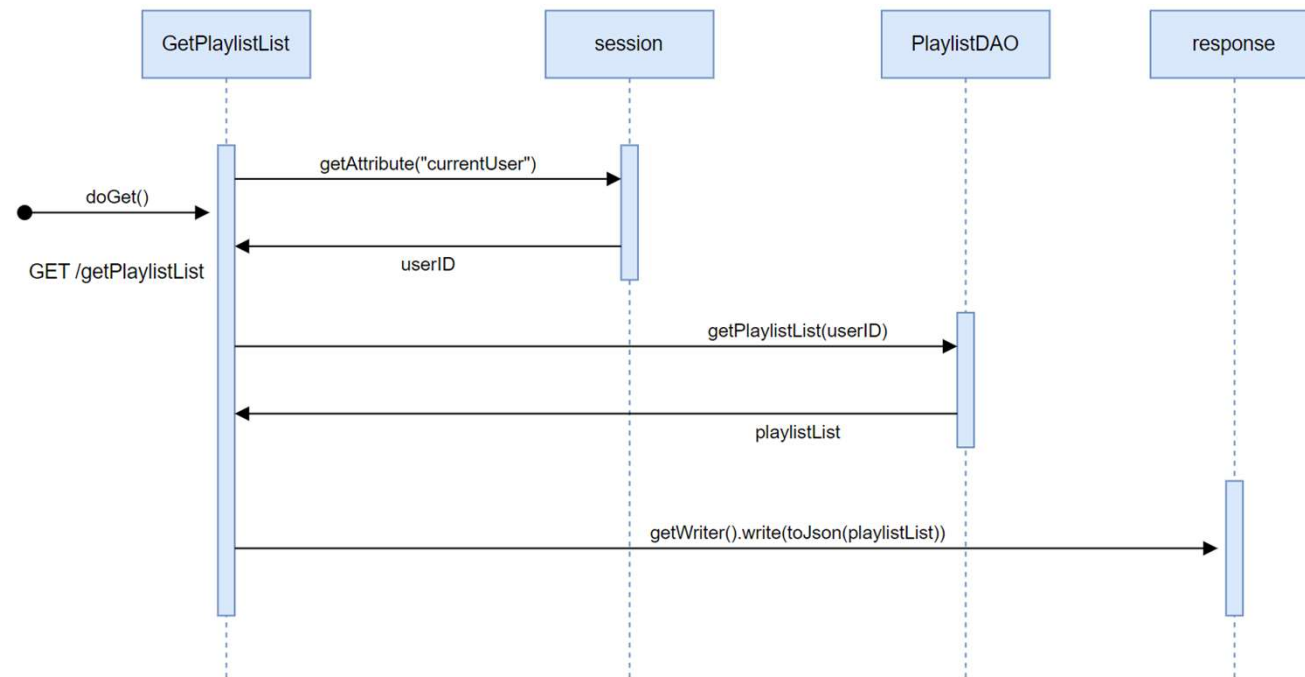 GetPlaylistList
session
PlaylistDAO
response
getAttribute("currentUser")
doGet()
userID
GET /getPlaylistList
getPlaylistList(userID)
playlistList
getWriter().write(toJson(playlistList))